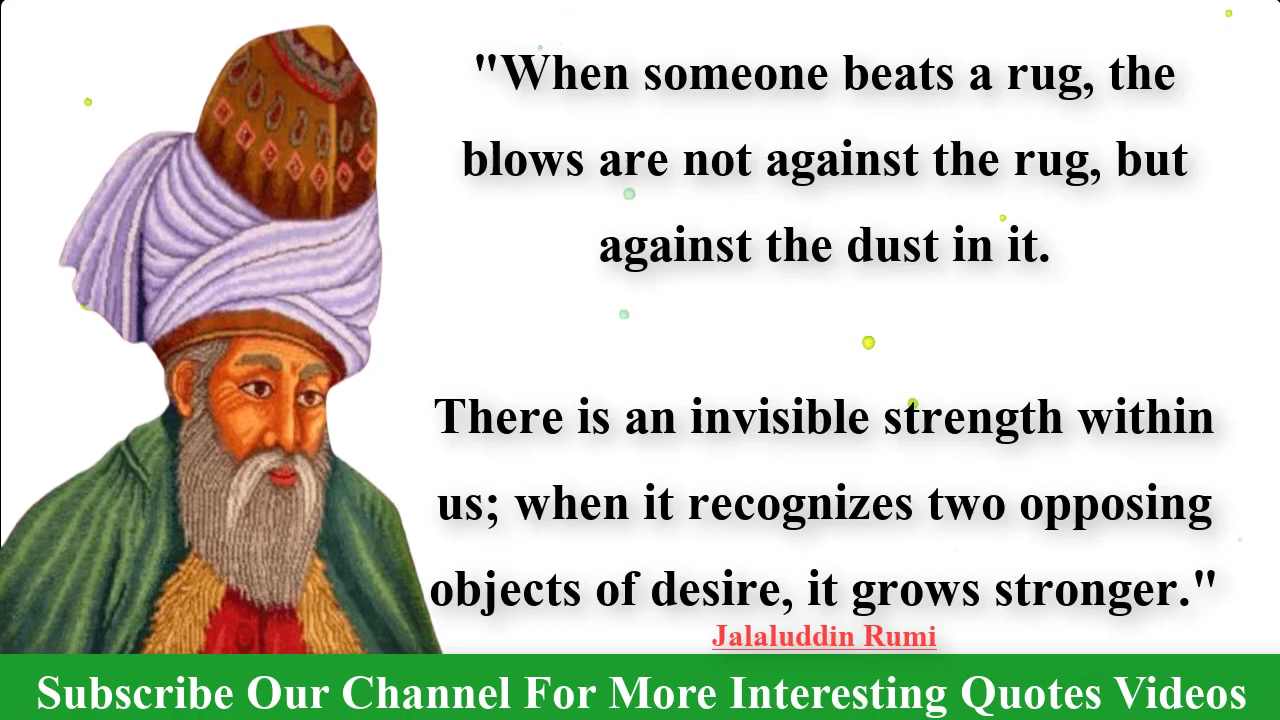 "When someone beats a rug, the
blows are not against the rug, but
against the dust in it.
There is an invisible strength within
us; when it recognizes two opposing
objects of desire, it grows stronger."
Jalaluddin Rumi
Subscribe Our Channel For More Interesting Quotes Videos